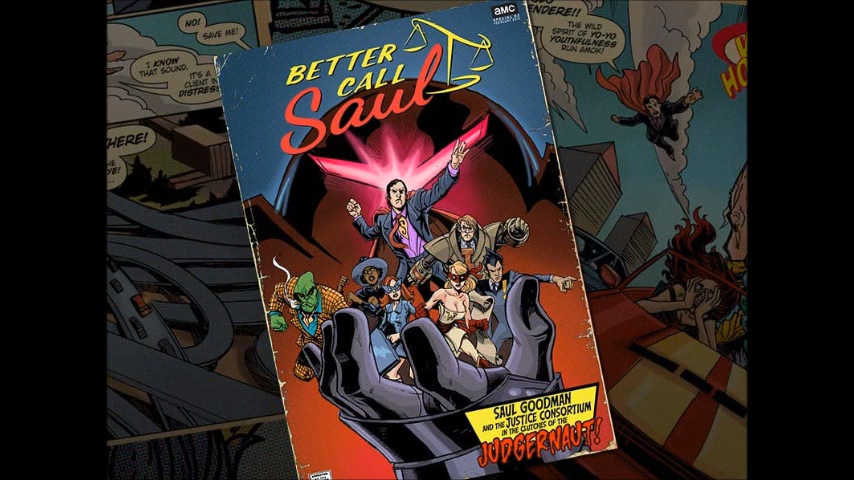 NO!
SAVE ME!
I KNOW
THAT SOUND.
IT'S A
CLIENT IN
DISTRESS
HERE!
amc
BETTER
CALL
Saul
THE WILD
SPIRIT OF YO-YO
YOUTHFULNESS
RUN AMOK!
SAUL GOODMAN
AND THE JUSTICE CONSORTIUM
IN THE CLUTCHES OF THE
JUDGERNAUT!